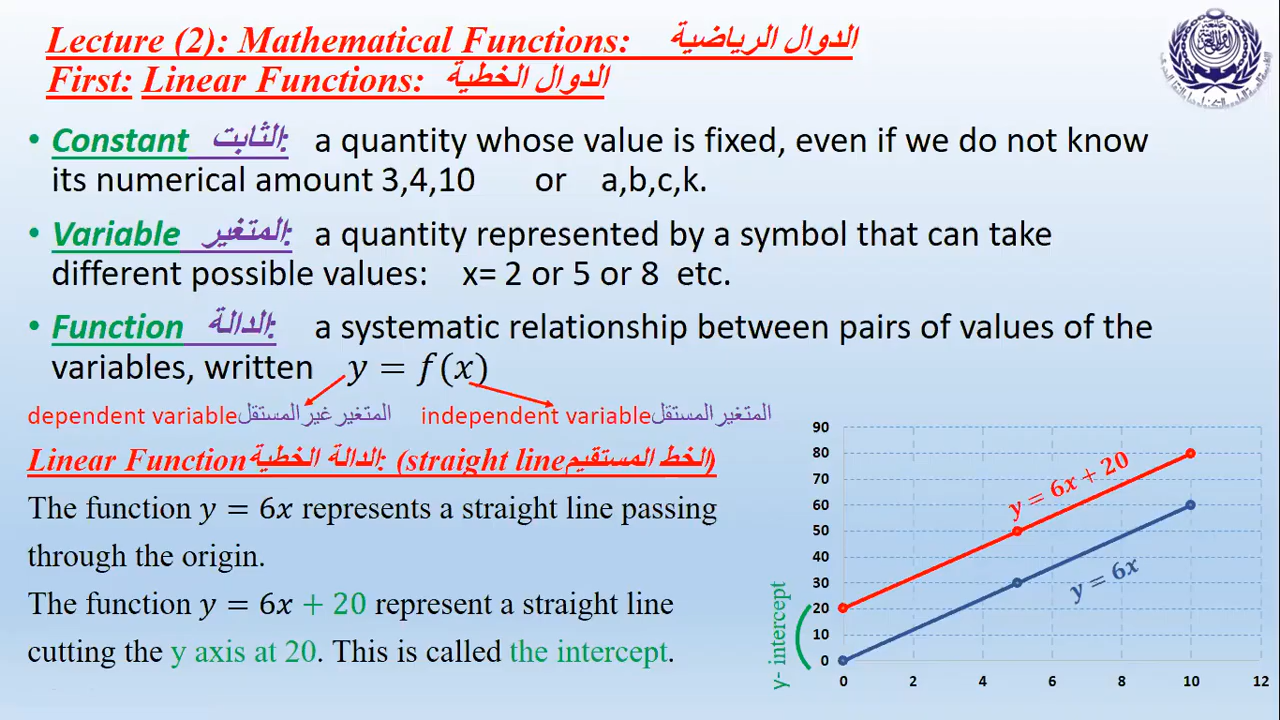 Lecture (2): Mathematical Functions: الدوال الرياضية
First: Linear Functions: الدوال الخطية
• Constant الثابت: a quantity whose value is fixed, even if we do not know
its numerical amount 3,4,10 or a,b,c,k.
• Variable المتغير: a quantity represented by a symbol that can take
different possible values: x= 2 or 5 or 8 etc.
• Function الدالة: a systematic relationship between pairs of values of the
variables, written y = f(x)
dependent variable المتغير غير المستقل independent variable المتغير المستقل
Linear Function الدالة الخطية: (straight line الخط المستقيم)
The function y = 6x represents a straight line passing
through the origin.
The function y = 6x + 20 represent a straight line
cutting the y axis at 20. This is called the intercept.
90
80
70
60
50
40
30
20
10
0
y- intercept
y = 6x + 20
y = 6x
0 2 4 6 8 10 12